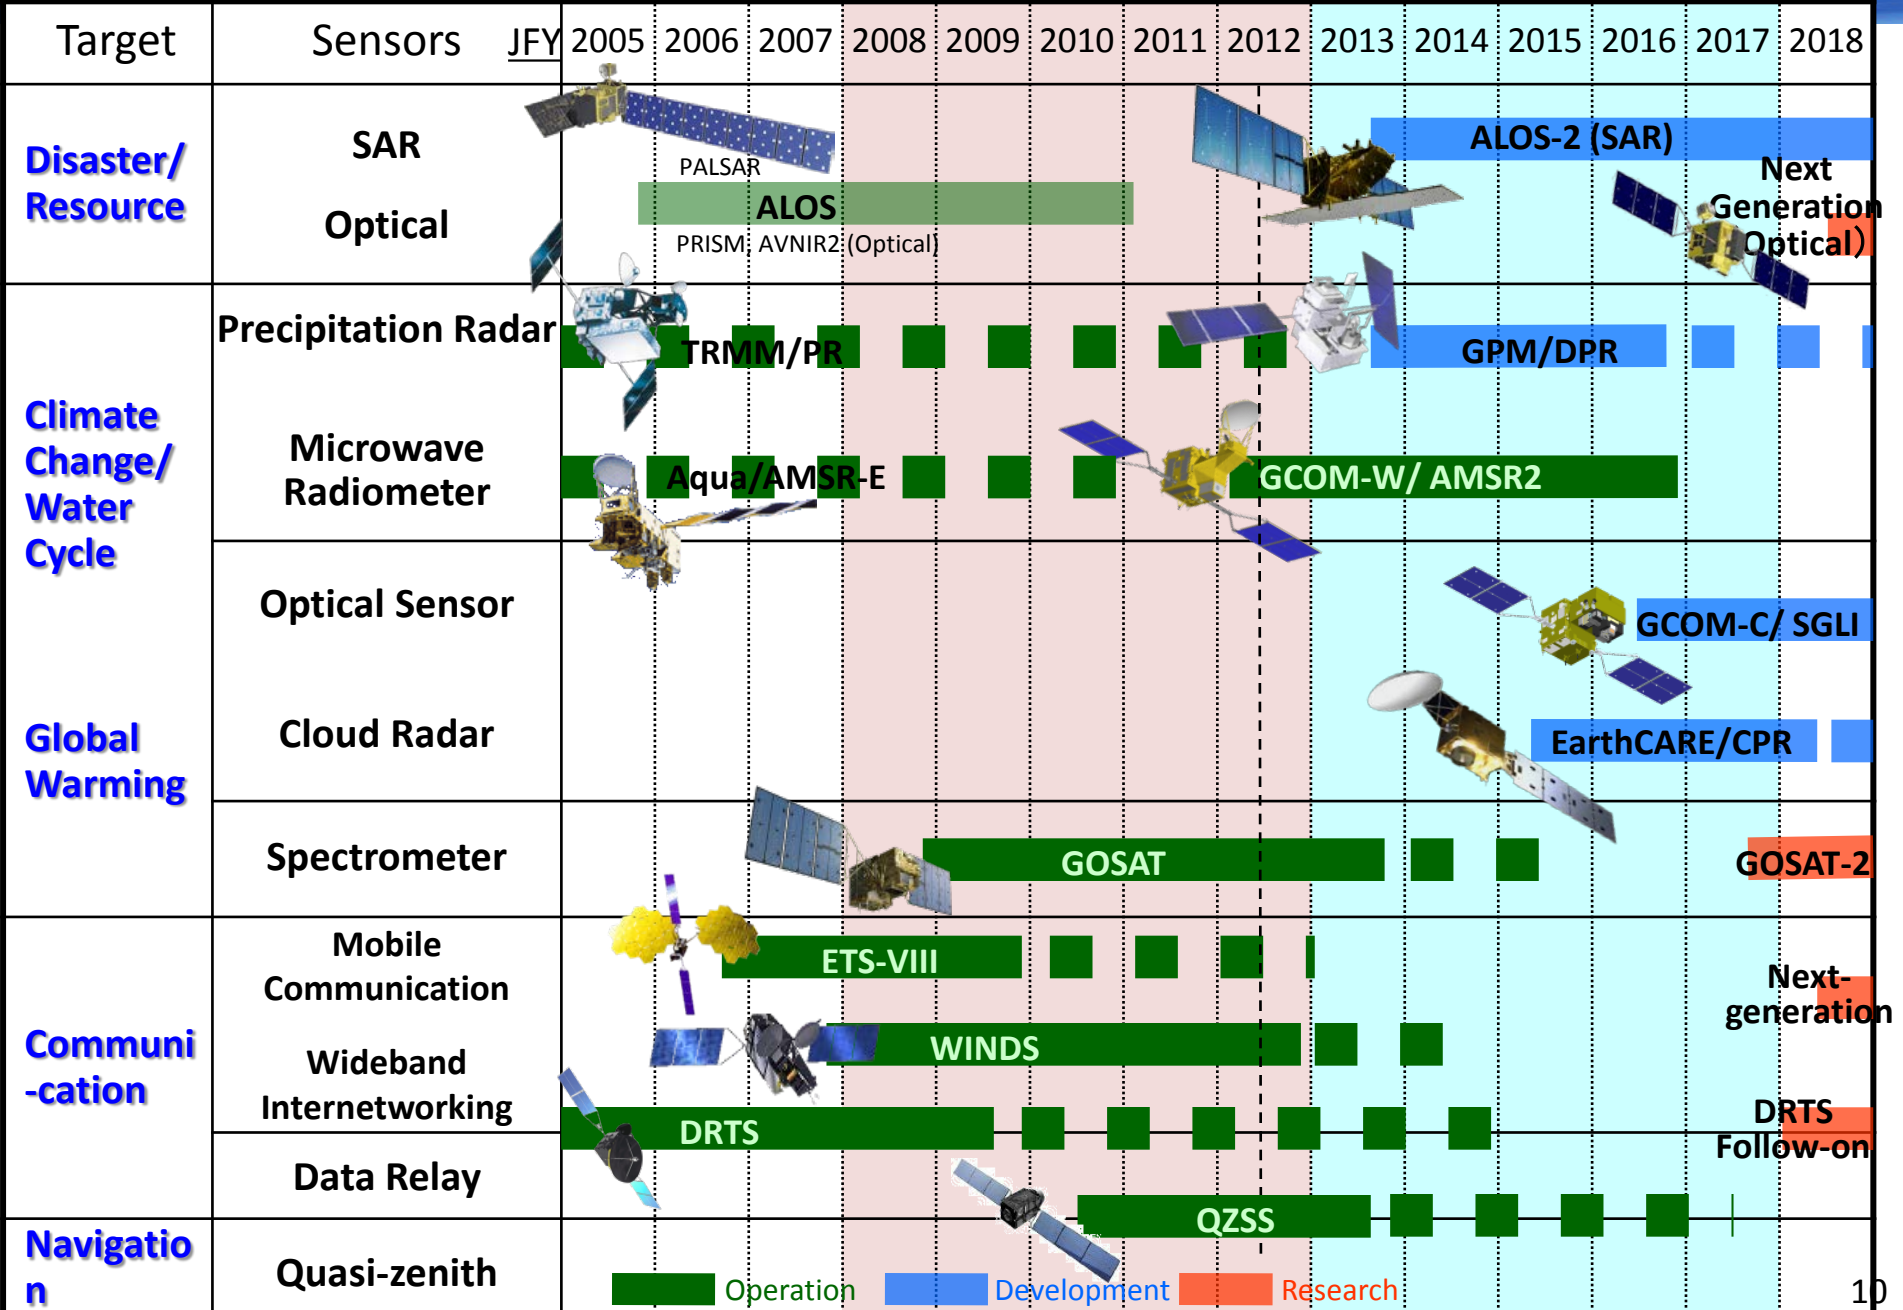 Target Sensors JFY 2005 2006 2007 2008 2009 2010 2011 2012 2013 2014 2015 2016 2017 2018
Disaster/
Resource
SAR
Optical
PALSAR
ALOS
PRISM, AVNIR2 (Optical)
ALOS-2 (SAR)
Next
Generation
(Optical)
Climate
Change/
Water
Cycle
Precipitation Radar
TRMM/PR
GPM/DPR
Microwave
Radiometer
Aqua/AMSR-E
GCOM-W/ AMSR2
Optical Sensor
GCOM-C/ SGLI
Global
Warming
Cloud Radar
EarthCARE/CPR
Spectrometer
GOSAT
GOSAT-2
Communi
-cation
Mobile
Communication
ETS-VIII
Next-
generation
Wideband
Internetworking
WINDS
DRTS
DRTS
Follow-on
Data Relay
QZSS
Navigatio
n
Quasi-zenith
Operation Development Research
10